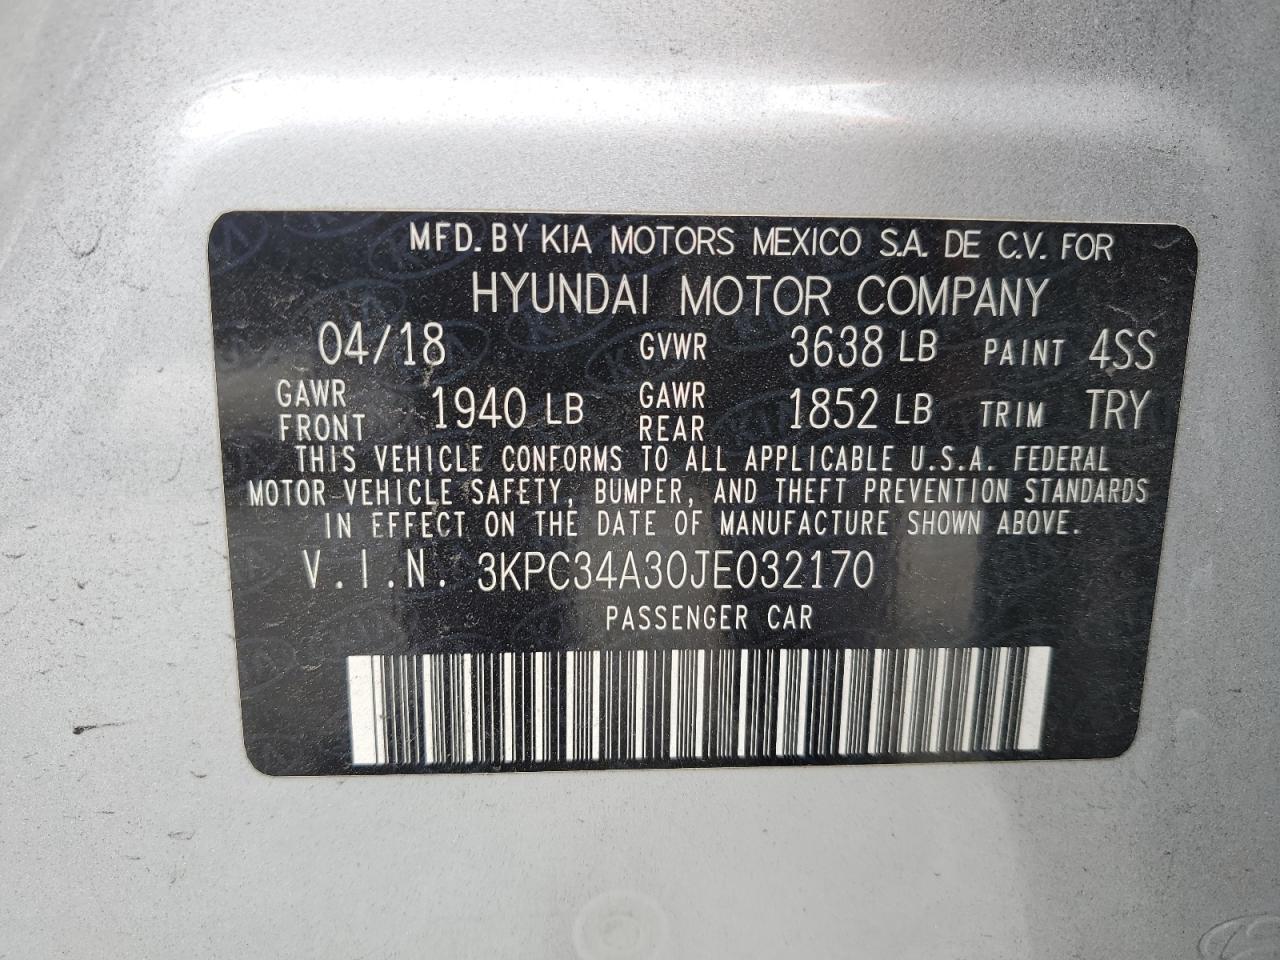 MFD. BY KIA MOTORS MEXICO S.A. DE C.V. FOR
HYUNDAI MOTOR COMPANY
04/18 GVWR 3638 LB PAINT 4SS
GAWR FRONT 1940 LB GAWR REAR 1852 LB TRIM TRY
THIS VEHICLE CONFORMS TO ALL APPLICABLE U.S.A. FEDERAL
MOTOR VEHICLE SAFETY, BUMPER, AND THEFT PREVENTION STANDARDS
IN EFFECT ON THE DATE OF MANUFACTURE SHOWN ABOVE.
V.I.N. 3KPC34A30JE032170
PASSENGER CAR